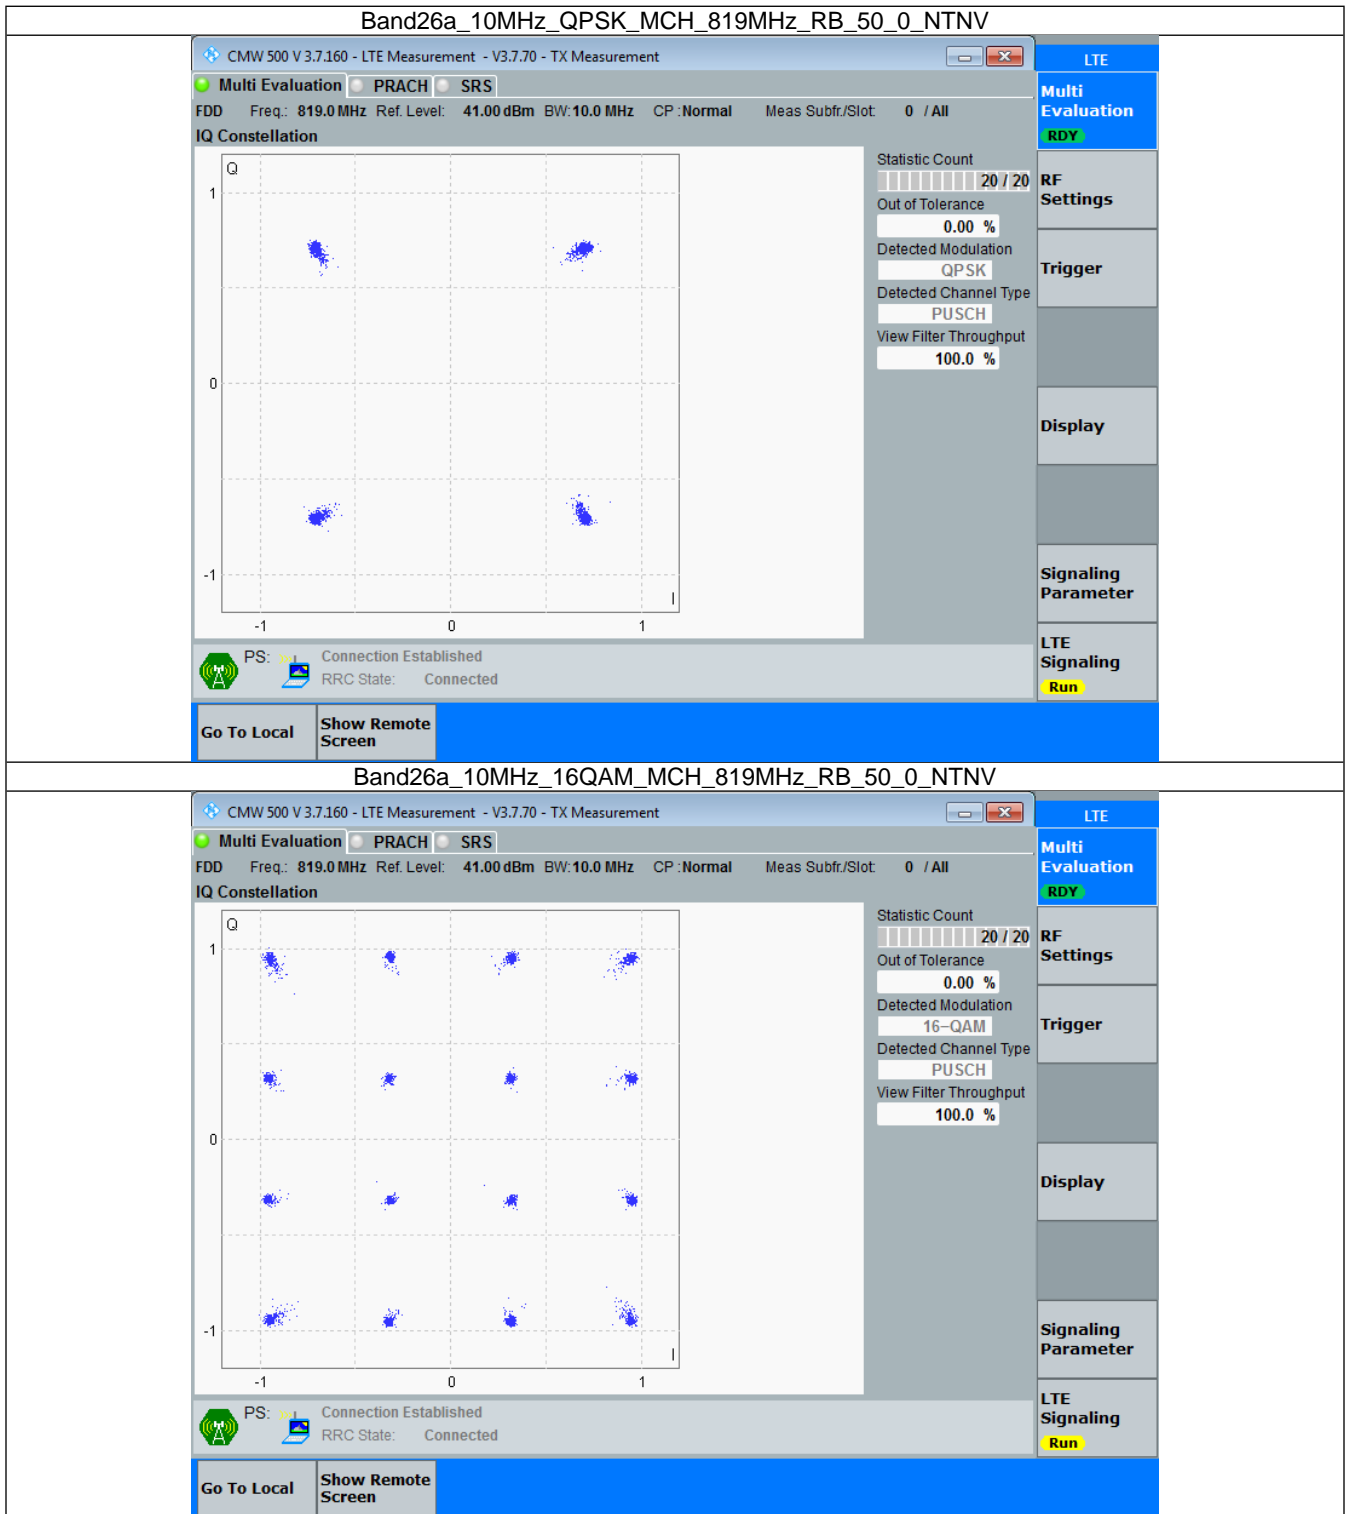 Band26a_10MHz_QPSK_MCH_819MHz_RB_50_0_NTNV
CMW 500 V 3.7.160 - LTE Measurement - V3.7.70 - TX Measurement
LTE
Multi Evaluation PRACH SRS
Multi Evaluation
RDY
FDD Freq.: 819.0 MHz Ref. Level: 41.00 dBm BW: 10.0 MHz CP : Normal Meas Subfr./Slot: 0 / All
IQ Constellation
Q
1
0
-1
I
-1 0 1
Statistic Count
20 / 20
Out of Tolerance
0.00 %
Detected Modulation
QPSK
Detected Channel Type
PUSCH
View Filter Throughput
100.0 %
RF
Settings
Trigger
Display
Signaling
Parameter
LTE
Signaling
Run
PS: Connection Established
RRC State: Connected
Go To Local
Show Remote
Screen
Band26a_10MHz_16QAM_MCH_819MHz_RB_50_0_NTNV
CMW 500 V 3.7.160 - LTE Measurement - V3.7.70 - TX Measurement
LTE
Multi Evaluation PRACH SRS
Multi
Evaluation
RDY
FDD Freq.: 819.0 MHz Ref. Level: 41.00 dBm BW: 10.0 MHz CP : Normal Meas Subfr./Slot: 0 / All
IQ Constellation
Q
1
0
-1
I
-1 0 1
Statistic Count
20 / 20
Out of Tolerance
0.00 %
Detected Modulation
16-QAM
Detected Channel Type
PUSCH
View Filter Throughput
100.0 %
RF
Settings
Trigger
Display
Signaling
Parameter
LTE
Signaling
Run
PS: Connection Established
RRC State: Connected
Go To Local
Show Remote
Screen